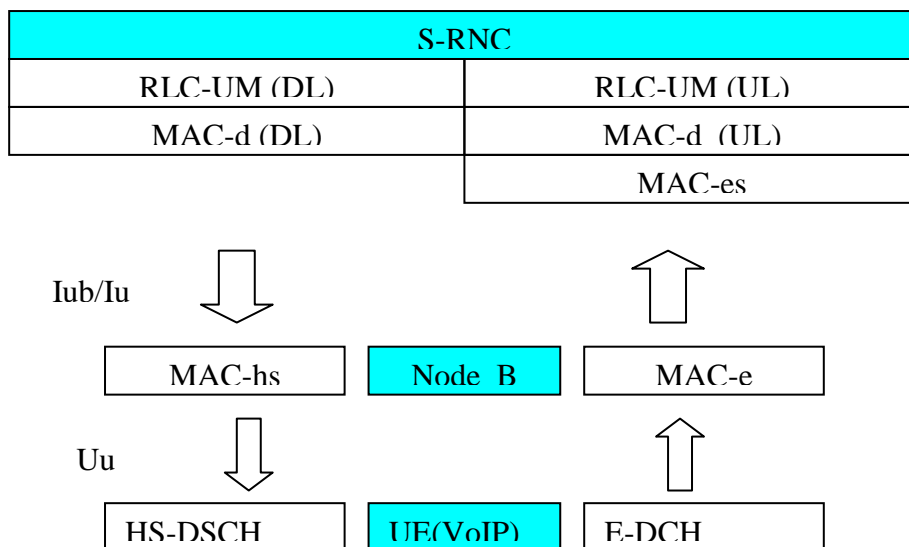 S-RNC
RLC-UM (DL) RLC-UM (UL)
MAC-d (DL) MAC-d (UL)
MAC-es
Iub/Iu
MAC-hs Node B MAC-e
Uu
HS-DSCH UE(VoIP) E-DCH